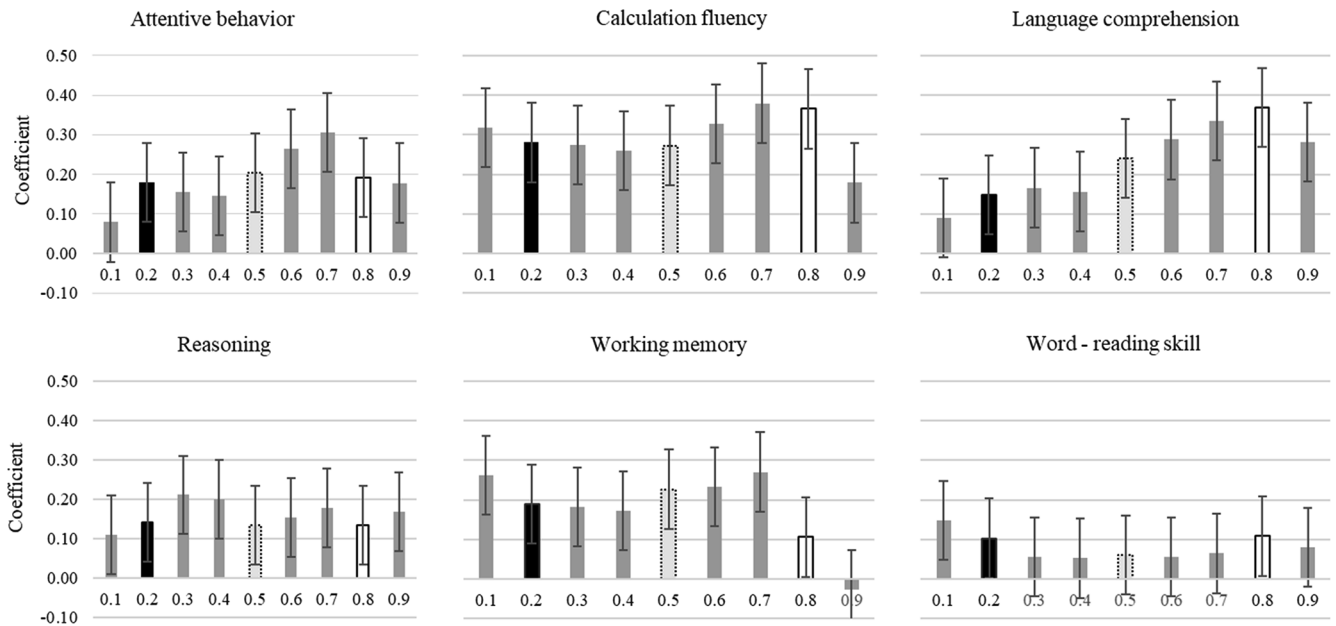 Attentive behavior
Calculation fluency
Language comprehension
Coefficient
0.50
0.40
0.30
0.20
0.10
0.00
-0.10
0.1 0.2 0.3 0.4 0.5 0.6 0.7 0.8 0.9
0.1 0.2 0.3 0.4 0.5 0.6 0.7 0.8 0.9
0.1 0.2 0.3 0.4 0.5 0.6 0.7 0.8 0.9
Reasoning
Working memory
Word - reading skill
Coefficient
0.50
0.40
0.30
0.20
0.10
0.00
-0.10
0.1 0.2 0.3 0.4 0.5 0.6 0.7 0.8 0.9
0.1 0.2 0.3 0.4 0.5 0.6 0.7 0.8 0.9
0.1 0.2 0.3 0.4 0.5 0.6 0.7 0.8 0.9